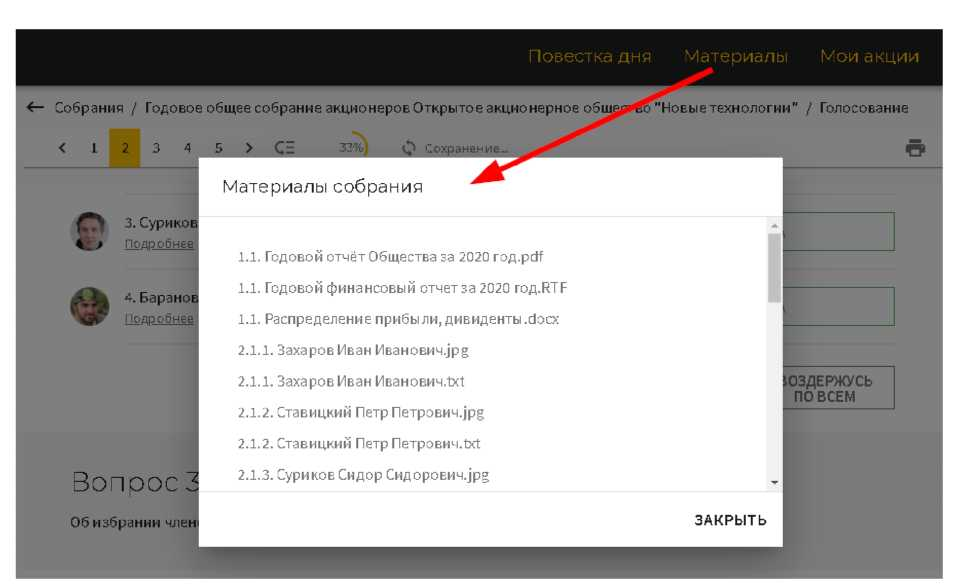 Повестка дня Материалы Мои акции
← Собрания / Годовое общее собрание акционеров Открытое акционерное общество "Новые технологии" / Голосование
< 1 2 3 4 5 > 33% Сохранение...
Материалы собрания
3. Суриков
Подробнее
1.1. Годовой отчёт Общества за 2020 год.pdf
1.1. Годовой финансовый отчет за 2020 год.RTF
4. Баранов
Подробнее
1.1. Распределение прибыли, дивиденты.docx
2.1.1. Захаров Иван Иванович.jpg
2.1.1. Захаров Иван Иванович.txt
ВОЗДЕРЖУСЬ
ПО ВСЕМ
2.1.2. Ставицкий Петр Петрович.jpg
2.1.2. Ставицкий Петр Петрович.txt
2.1.3. Суриков Сидор Сидорович.jpg
Вопрос 3
Об избрании член
ЗАКРЫТЬ